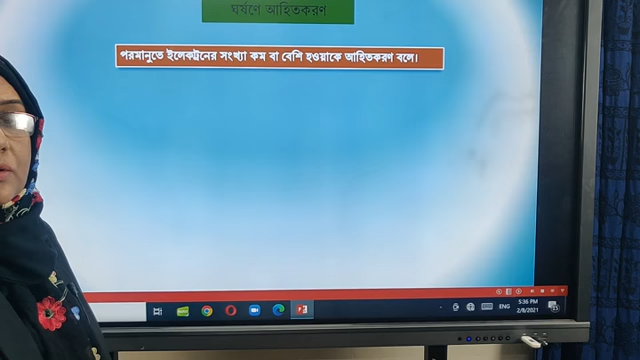 ঘর্ষণে আহিতকরণ
পরমানুতে ইলেকট্রনের সংখ্যা কম বা বেশি হওয়াকে আহিতকরণ বলে।
ENG
5:36 PM
2/8/2021